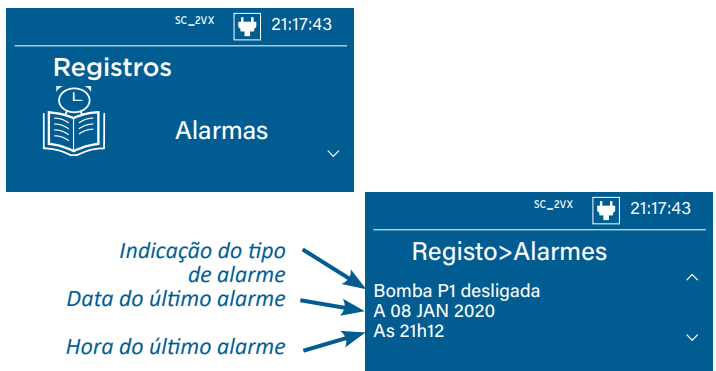 SC_2VX 21:17:43
Registros
Alarmas
SC_2VX 21:17:43
Registo>Alarmes
Indicação do tipo
de alarme
Bomba P1 desligada
Data do último alarme
A 08 JAN 2020
Hora do último alarme
As 21h12